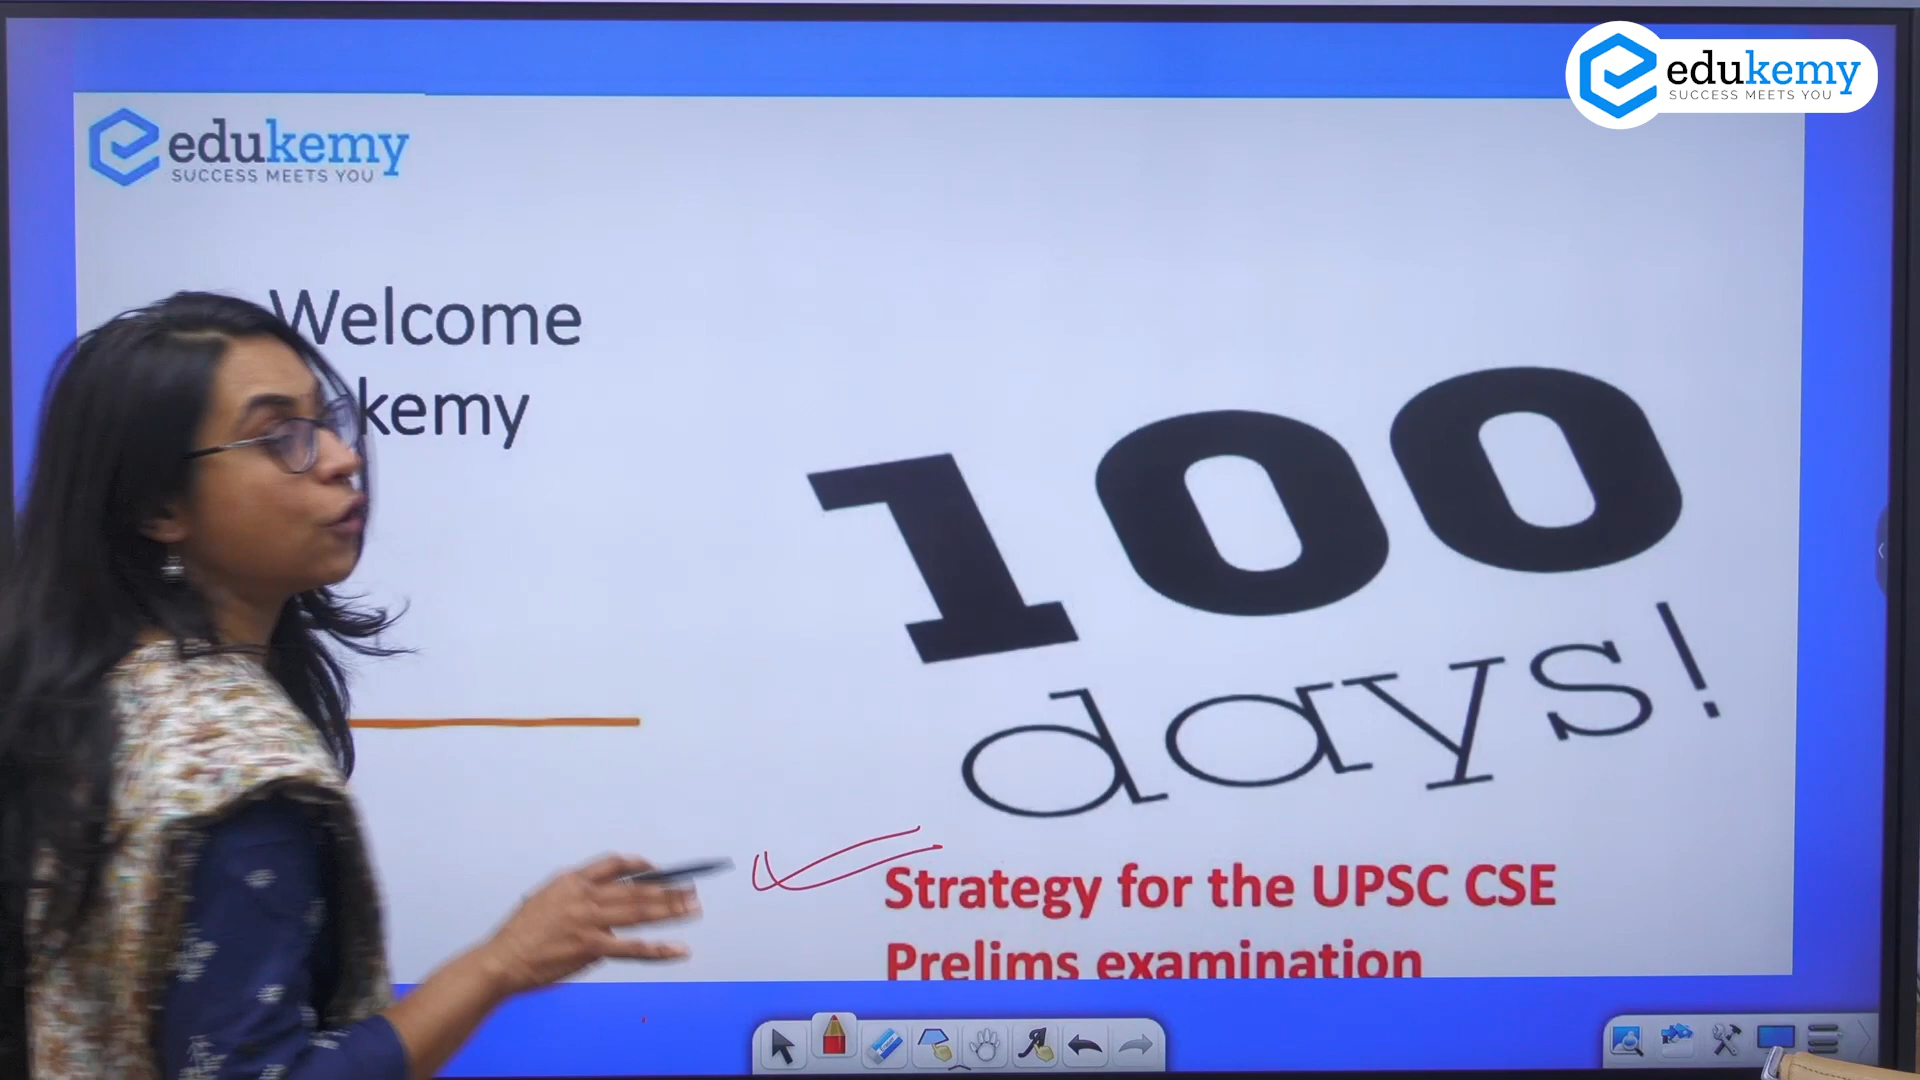 edukemy
SUCCESS MEETS YOU
edukemy
SUCCESS MEETS YOU
Welcome
kemy
100
days!
Strategy for the UPSC CSE
Prelims examination